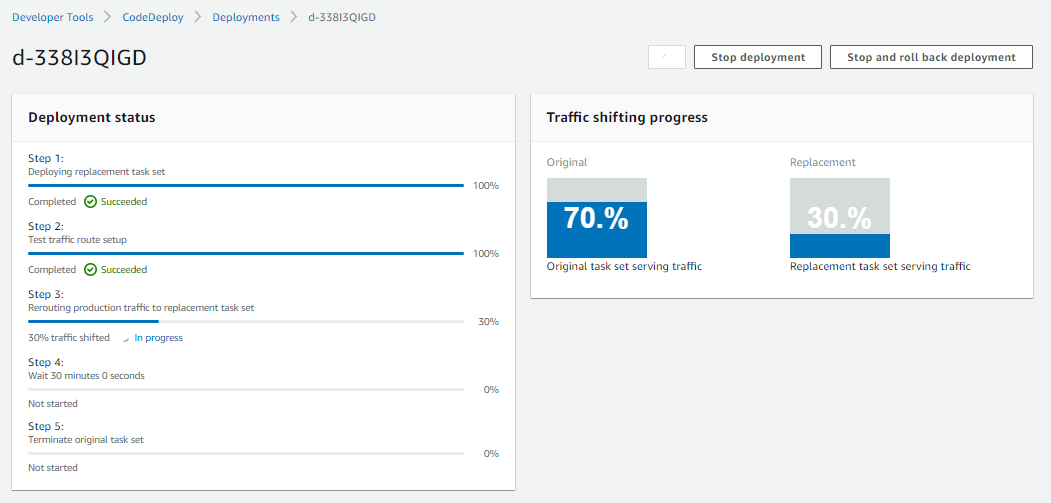 Developer Tools > CodeDeploy > Deployments > d-338I3QIGD
d-338I3QIGD
Stop deployment
Stop and roll back deployment
Deployment status
Step 1:
Deploying replacement task set
100%
Completed Succeeded
Step 2:
Test traffic route setup
100%
Completed Succeeded
Step 3:
Rerouting production traffic to replacement task set
30%
30% traffic shifted In progress
Step 4:
Wait 30 minutes 0 seconds
0%
Not started
Step 5:
Terminate original task set
0%
Not started
Traffic shifting progress
Original
70.%
Original task set serving traffic
Replacement
30.%
Replacement task set serving traffic